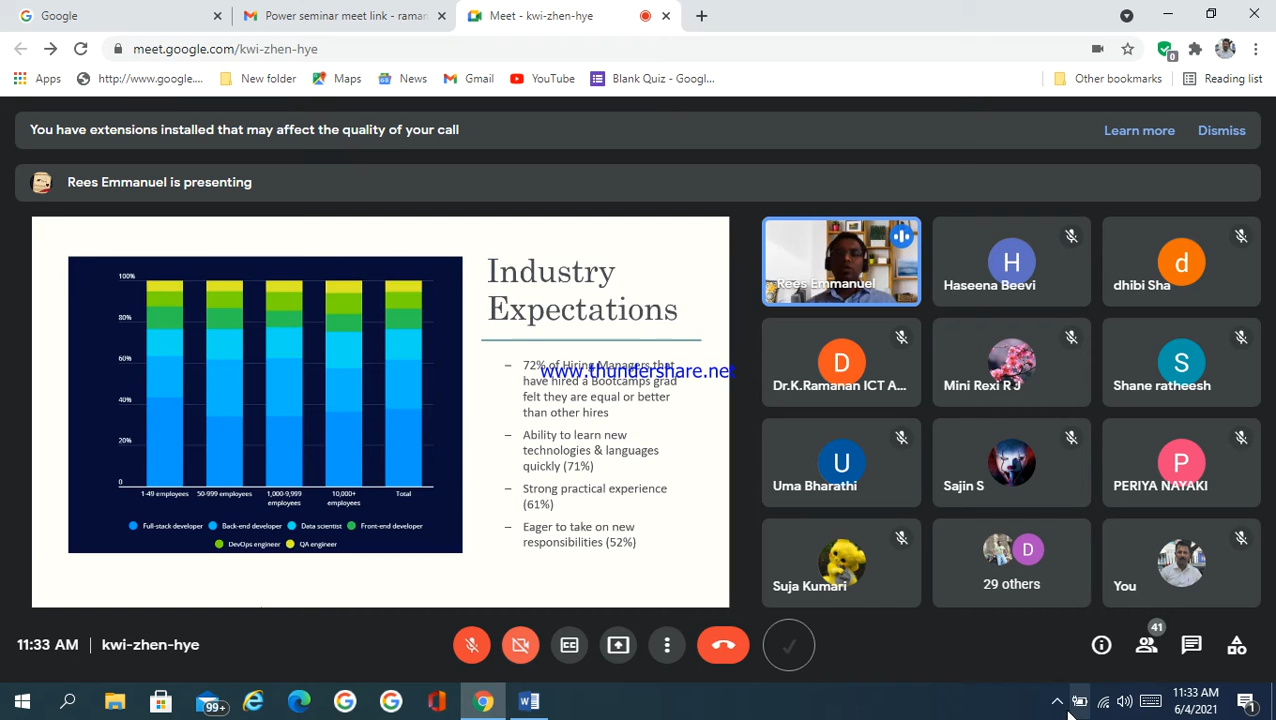 Google
Power seminar meet link - raman
Meet - kwi-zhen-hye
meet.google.com/kwi-zhen-hye
0
Apps
http://www.google....
New folder
Maps
News
Gmail
YouTube
Blank Quiz - Googl...
Other bookmarks
Reading list
You have extensions installed that may affect the quality of your call
Learn more
Dismiss
Rees Emmanuel is presenting
100%
80%
60%
40%
20%
0
1-49 employees
50-999 employees
1,000-9,999
employees
10,000+
employees
Total
Full-stack developer
Back-end developer
Data scientist
Front-end developer
DevOps engineer
QA engineer
Industry
Expectations
– 72% of Hiring Managers that
have hired a Bootcamps grad
felt they are equal or better
than other hires
– Ability to learn new
technologies & languages
quickly (71%)
– Strong practical experience
(61%)
– Eager to take on new
responsibilities (52%)
www.thundershare.net
Rees Emmanuel
H
Haseena Beevi
d
dhibi Sha
D
Dr.K.Ramanan ICT A...
Mini Rexi R J
S
Shane ratheesh
U
Uma Bharathi
Sajin S
P
PERIYA NAYAKI
Suja Kumari
D
29 others
You
11:33 AM | kwi-zhen-hye
41
99+
11:33 AM
6/4/2021
1